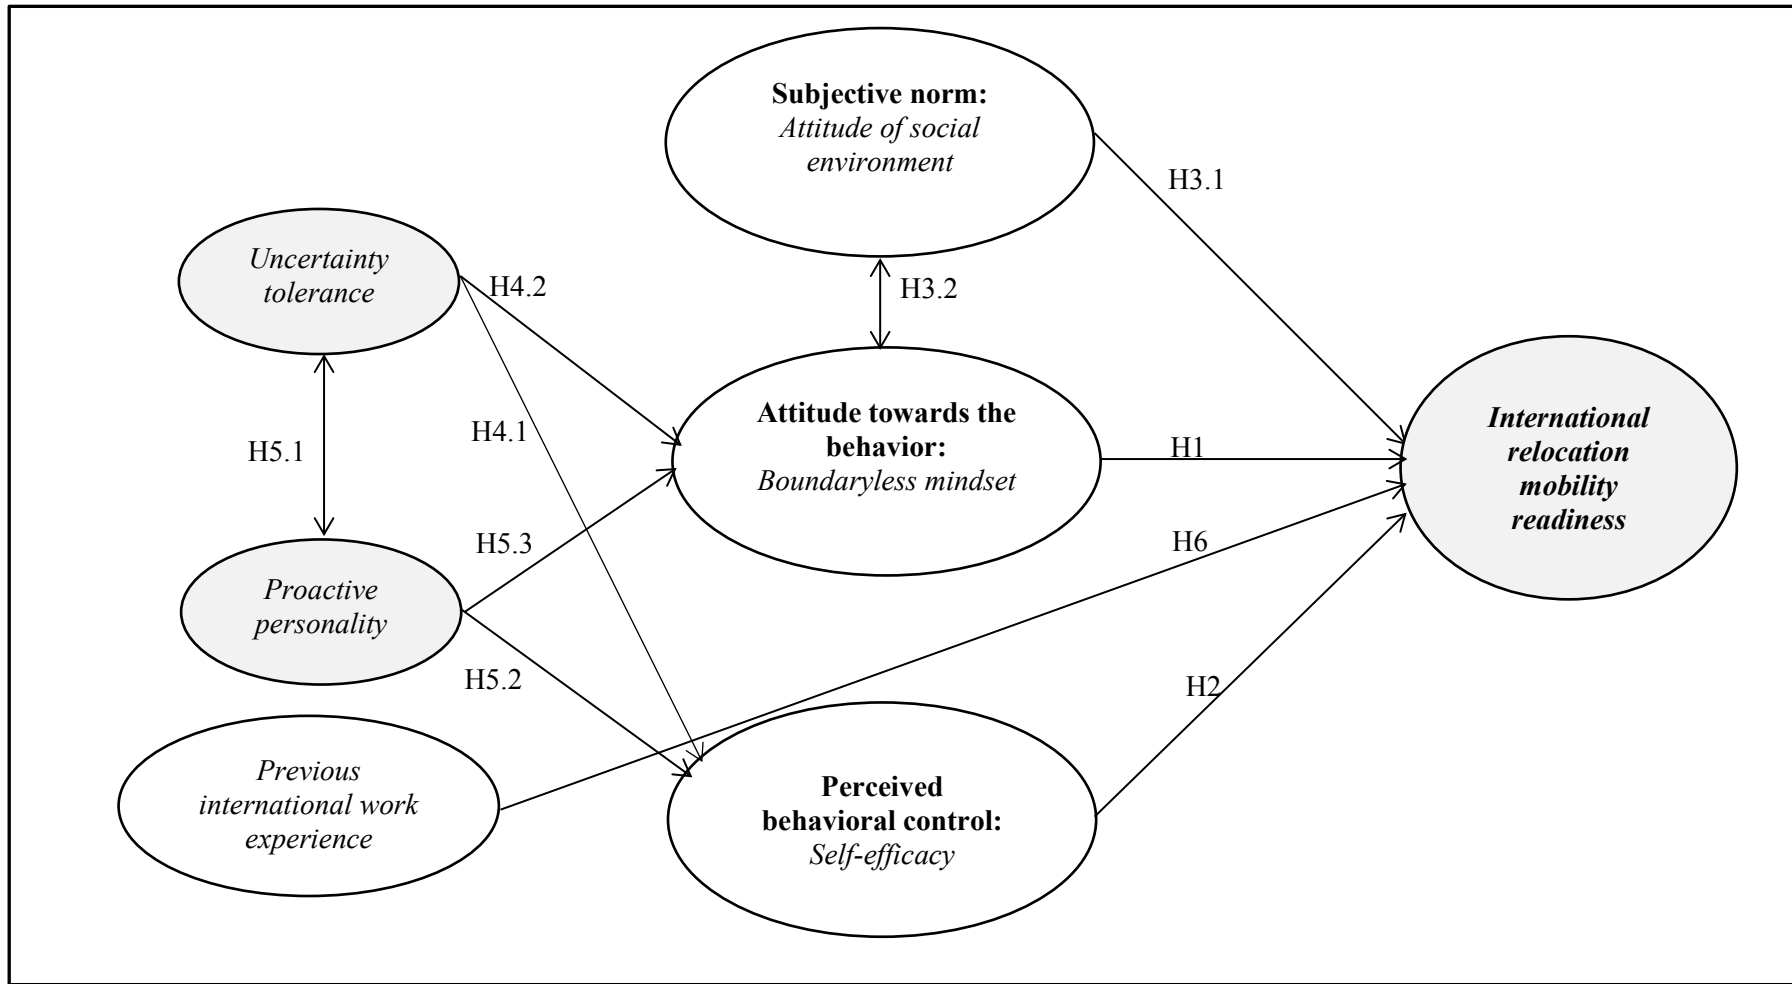 Subjective norm:
Attitude of social
environment
H3.1
Uncertainty
tolerance
H4.2
H3.2
H4.1
Attitude towards the
behavior:
Boundaryless mindset
H1
International
relocation
mobility
readiness
H5.1
H5.3
H6
Proactive
personality
H5.2
H2
Previous
international work
experience
Perceived
behavioral control:
Self-efficacy